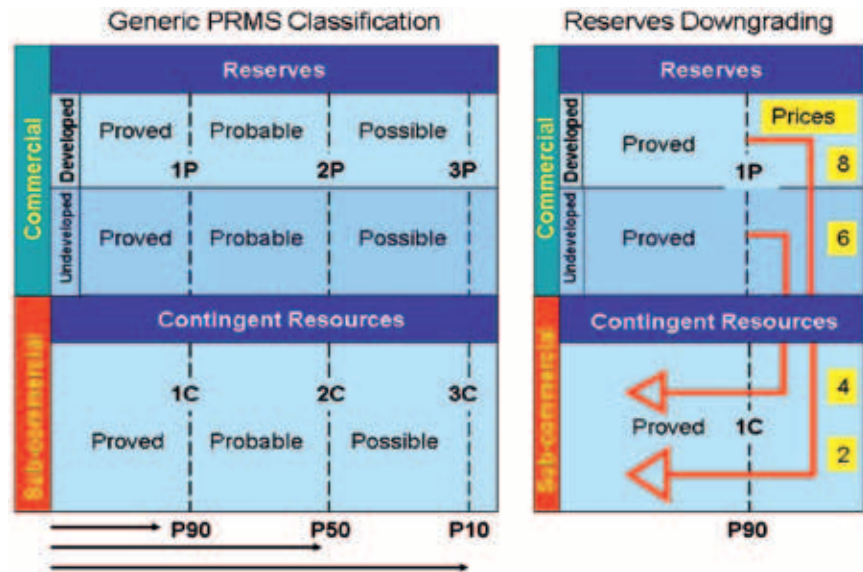 Generic PRMS Classification
Reserves
Commercial
Developed
Proved Probable Possible
1P 2P 3P
Undeveloped
Proved Probable Possible
Contingent Resources
Sub-commercial
1C 2C 3C
Proved Probable Possible
P90 P50 P10
Reserves Downgrading
Reserves
Commercial
Developed
Prices
Proved
1P
8
Undeveloped
Proved
6
Contingent Resources
Sub-commercial
4
Proved 1C
2
P90